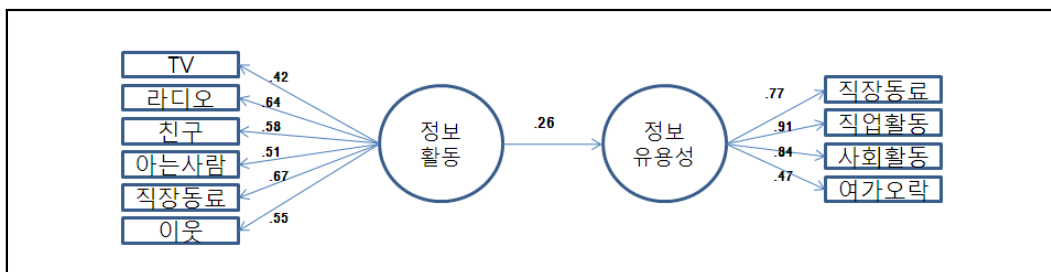 TV
라디오
친구
아는사람
직장동료
이웃
.42
.64
.58
.51
.67
.55
정보
활동
.26
정보
유용성
.77
.91
.84
.47
직장동료
직업활동
사회활동
여가오락